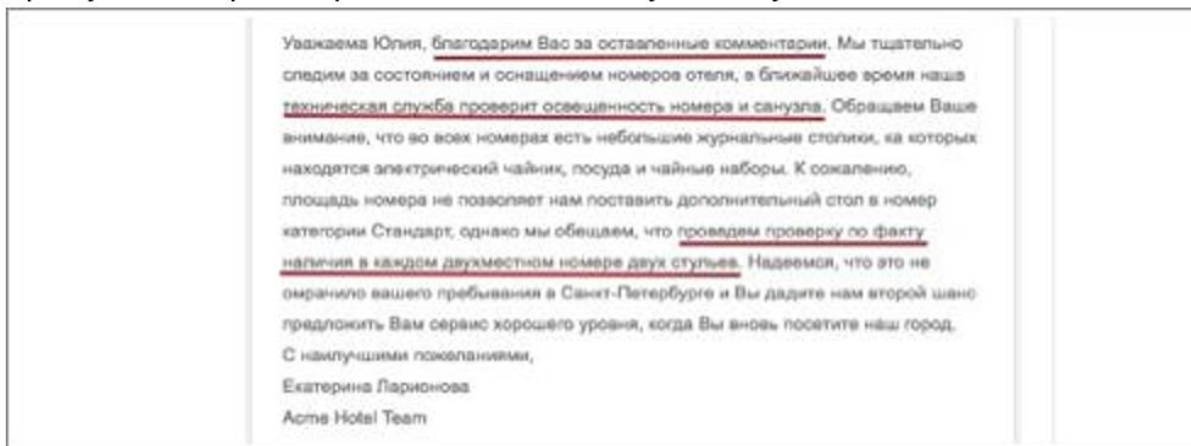 Уважаема Юлия, благодарим Вас за оставленные комментарии. Мы тщательно
следим за состоянием и оснащением номеров отеля, в ближайшее время наша
техническая служба проверит освещенность номера и санузла. Обращаем Ваше
внимание, что во всех номерах есть небольшие журнальные столики, на которых
находятся электрический чайник, посуда и чайные наборы. К сожалению,
площадь номера не позволяет нам поставить дополнительный стол в номер
категории Стандарт, однако мы обещаем, что проведем проверку по факту
наличия в каждом двухместном номере двух стульев. Надеемся, что это не
омрачило вашего пребывания в Санкт-Петербурге и Вы дадите нам второй шанс
предложить Вам сервис хорошего уровня, когда Вы вновь посетите наш город.
С наилучшими пожеланиями,
Екатерина Ларионова
Acme Hotel Team